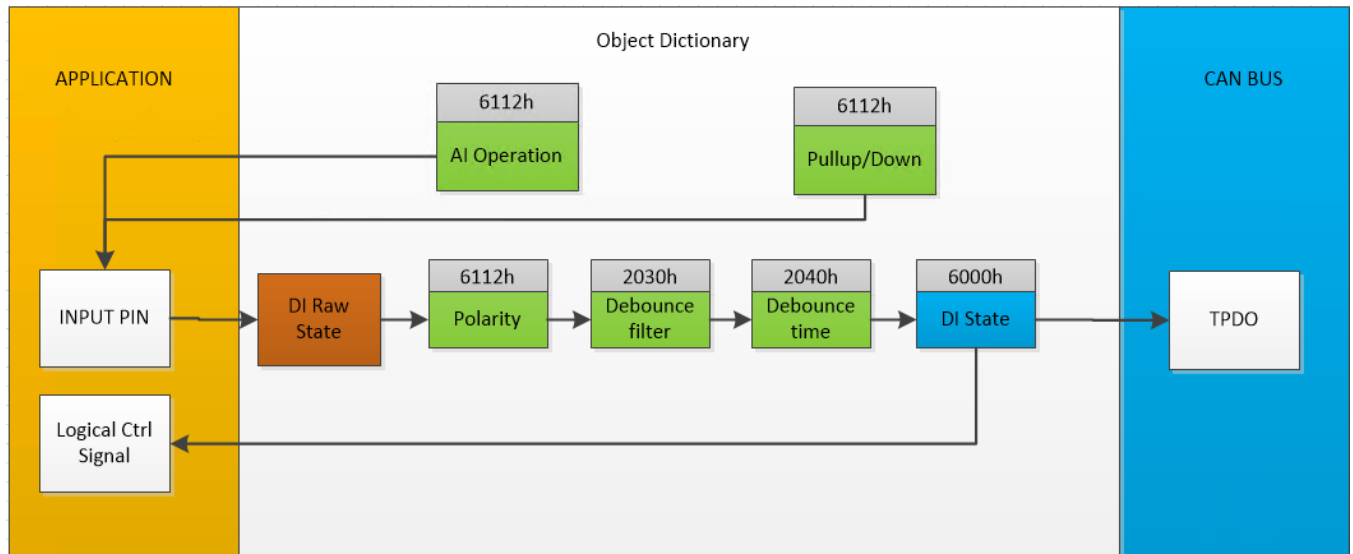 Object Dictionary
APPLICATION
CAN BUS
6112h
AI Operation
6112h
Pullup/Down
INPUT PIN
DI Raw
State
6112h
Polarity
2030h
Debounce
filter
2040h
Debounce
time
6000h
DI State
TPDO
Logical Ctrl
Signal